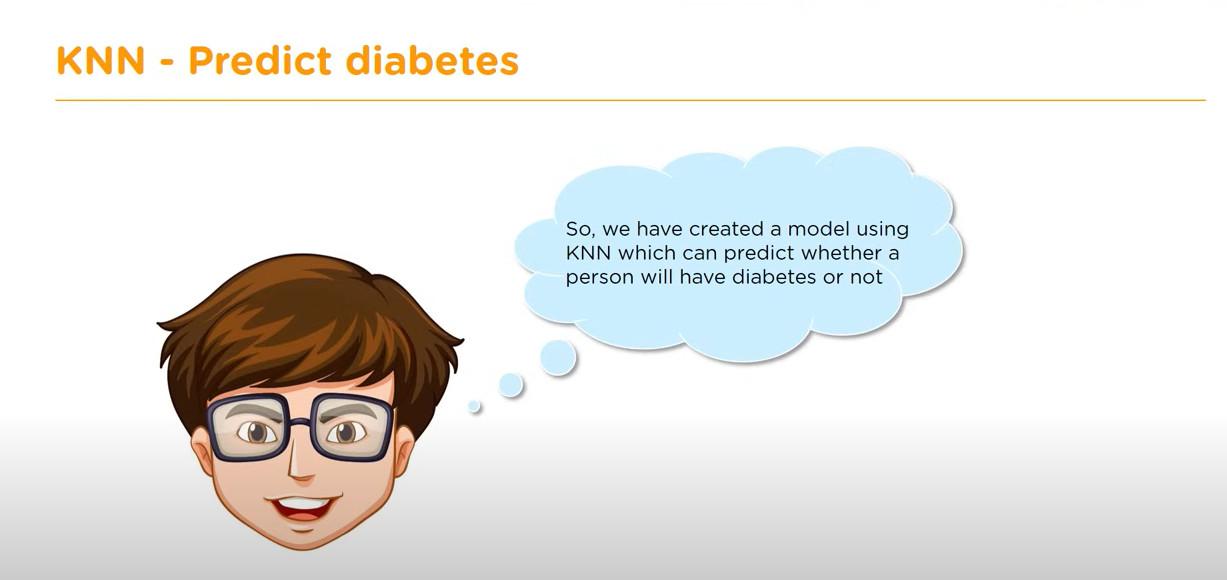 KNN - Predict diabetes
So, we have created a model using
KNN which can predict whether a
person will have diabetes or not